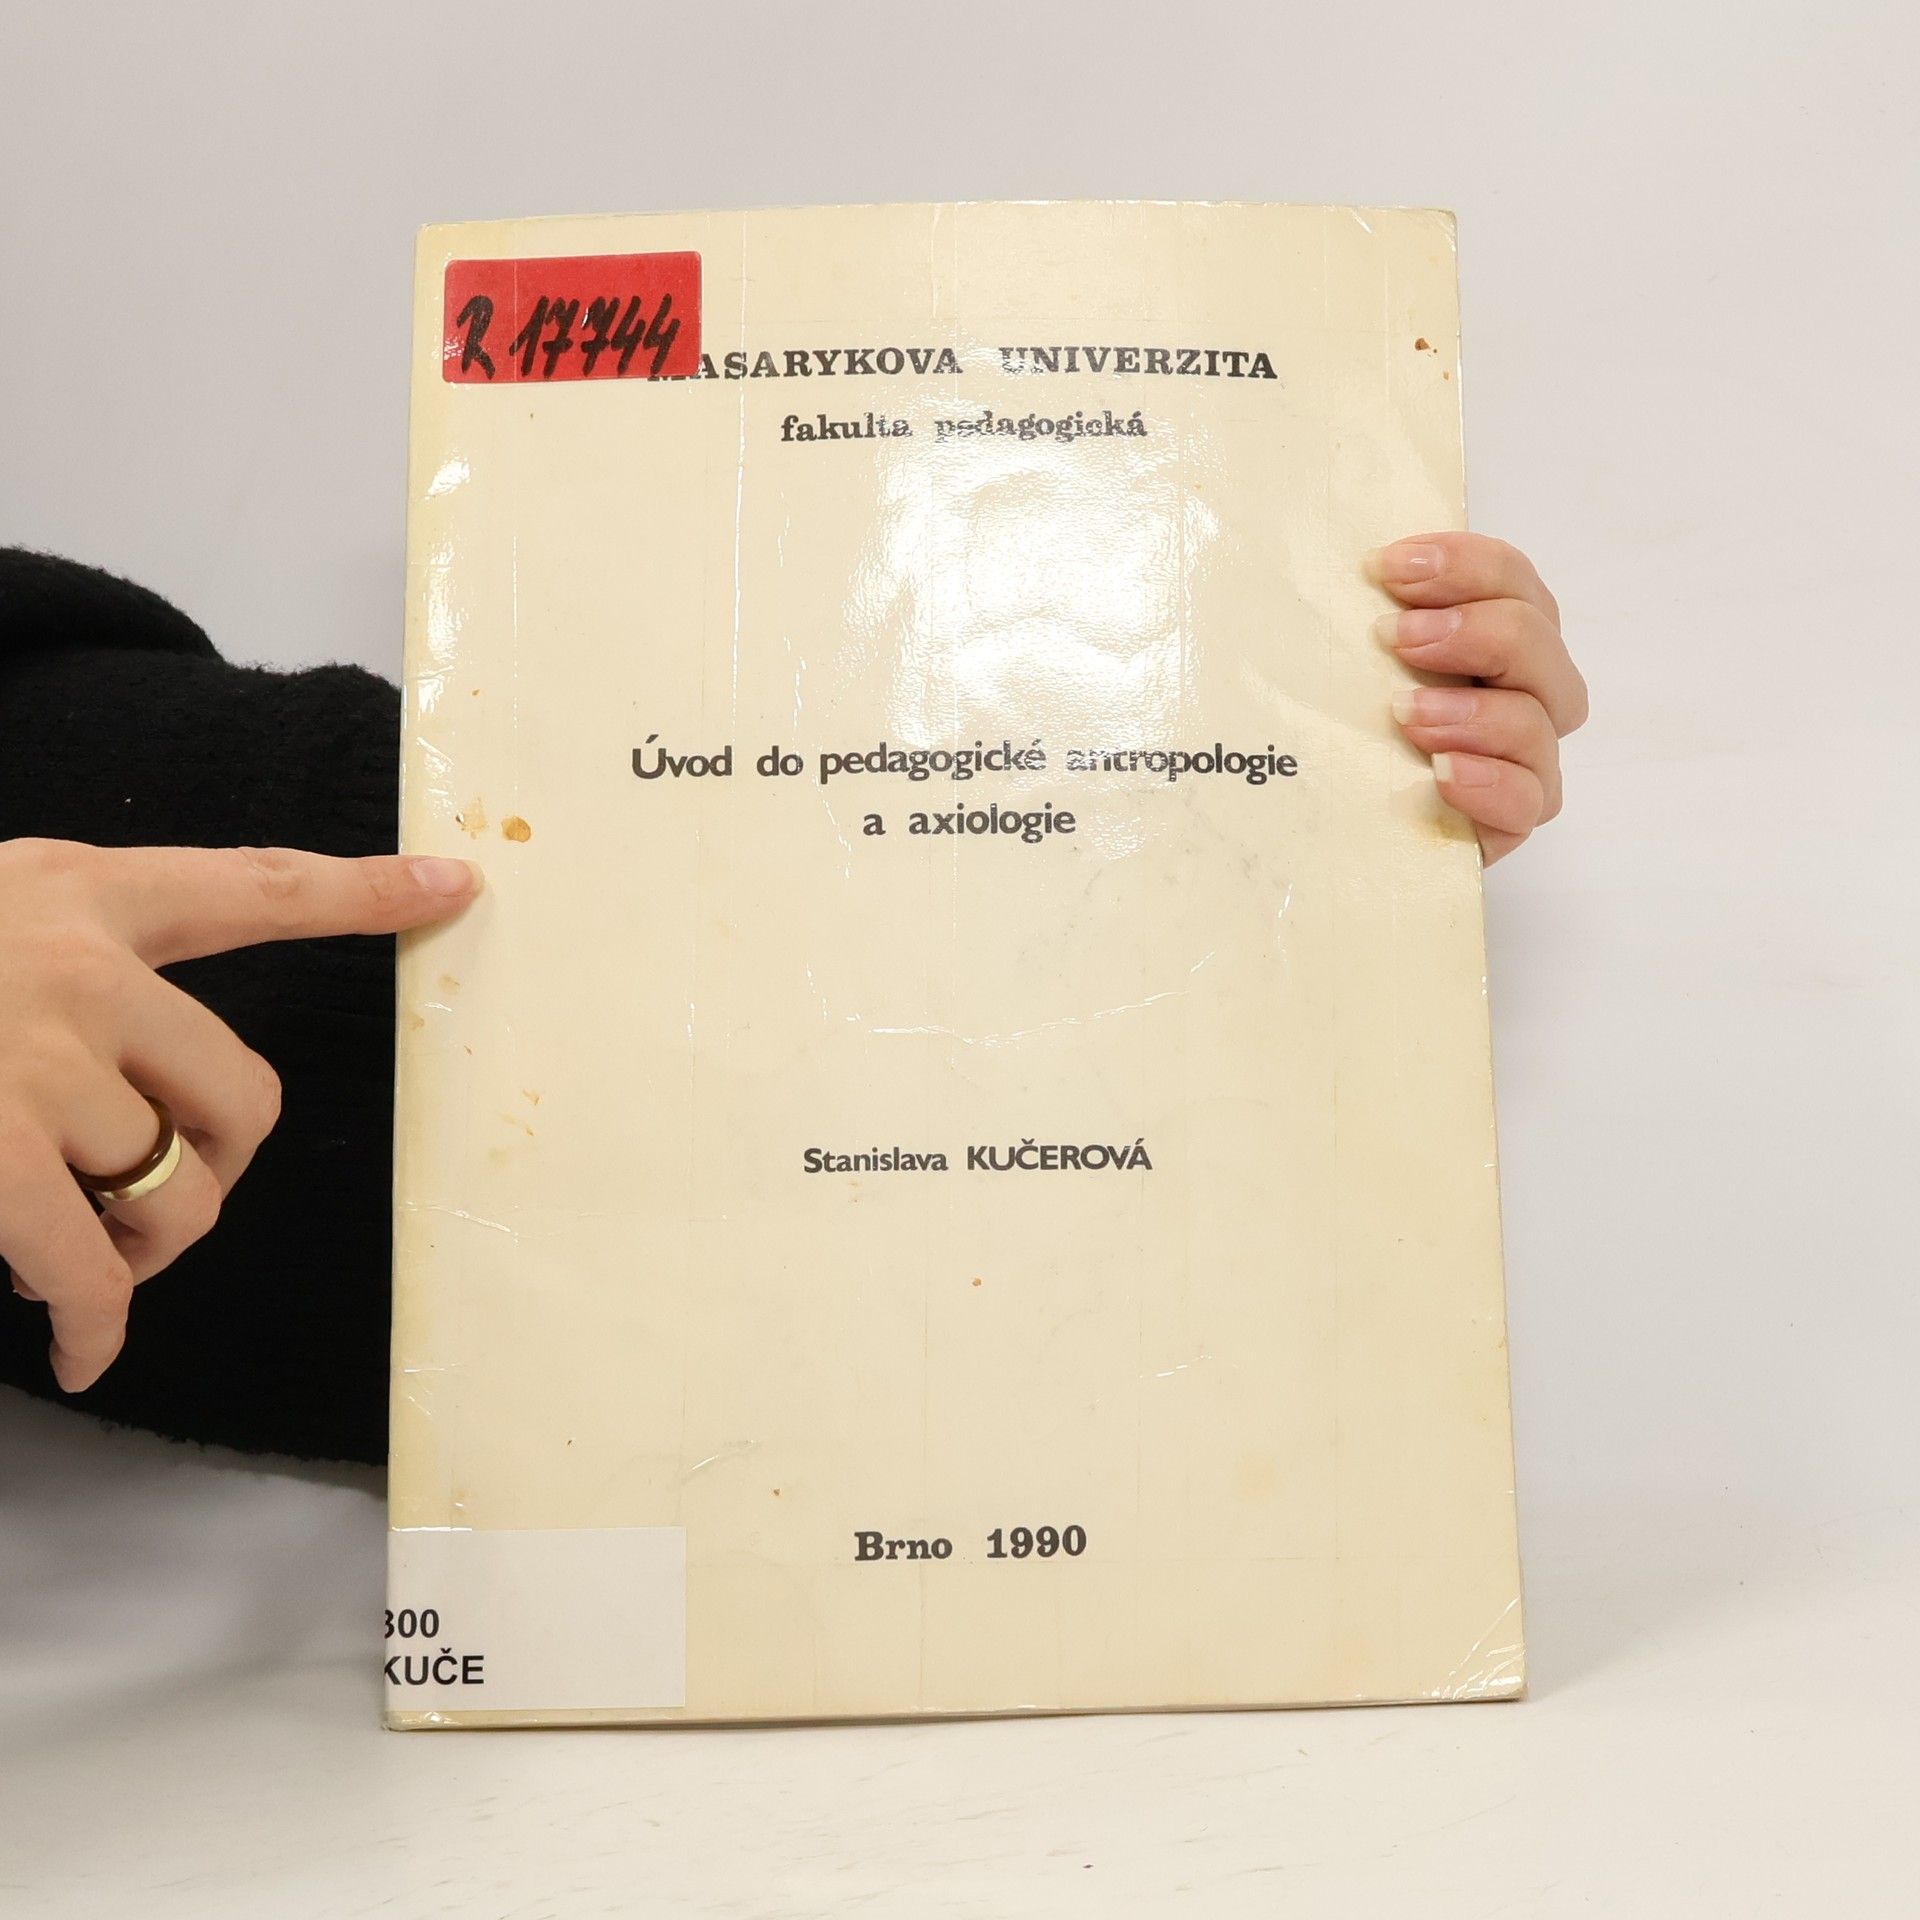 R 17744
MASARYKOVA UNIVERZITA
fakulta pedagogická
Úvod do pedagogické antropologie
a axiologie
Stanislava KUČEROVÁ
Brno 1990
300
KUČE